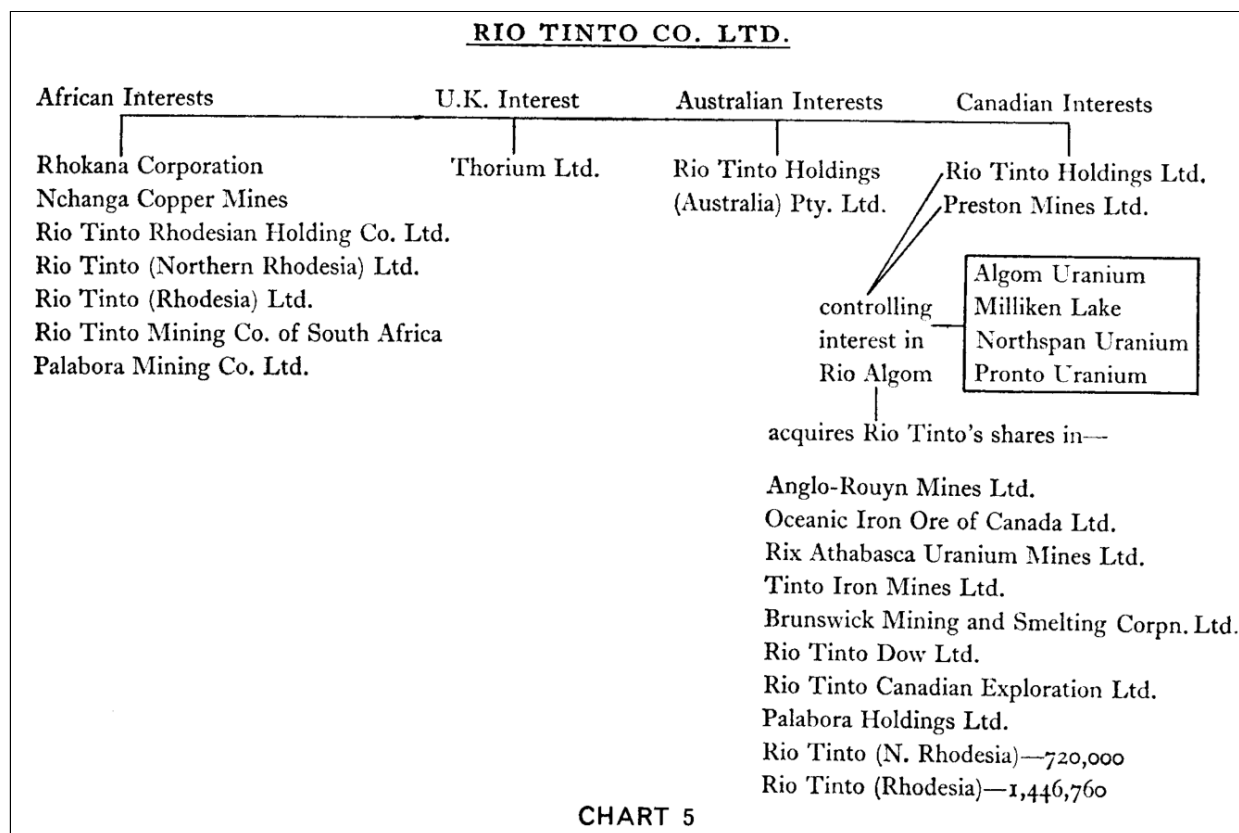 RIO TINTO CO. LTD.
African Interests
U.K. Interest
Australian Interests
Canadian Interests
Rhokana Corporation
Nchanga Copper Mines
Rio Tinto Rhodesian Holding Co. Ltd.
Rio Tinto (Northern Rhodesia) Ltd.
Rio Tinto (Rhodesia) Ltd.
Rio Tinto Mining Co. of South Africa
Palabora Mining Co. Ltd.
Thorium Ltd.
Rio Tinto Holdings
(Australia) Pty. Ltd.
Rio Tinto Holdings Ltd.
Preston Mines Ltd.
controlling
interest in
Rio Algom
Algom Uranium
Milliken Lake
Northspan Uranium
Pronto Uranium
acquires Rio Tinto's shares in—
Anglo-Rouyn Mines Ltd.
Oceanic Iron Ore of Canada Ltd.
Rix Athabasca Uranium Mines Ltd.
Tinto Iron Mines Ltd.
Brunswick Mining and Smelting Corpn. Ltd.
Rio Tinto Dow Ltd.
Rio Tinto Canadian Exploration Ltd.
Palabora Holdings Ltd.
Rio Tinto (N. Rhodesia)—720,000
Rio Tinto (Rhodesia)—1,446,760
CHART 5